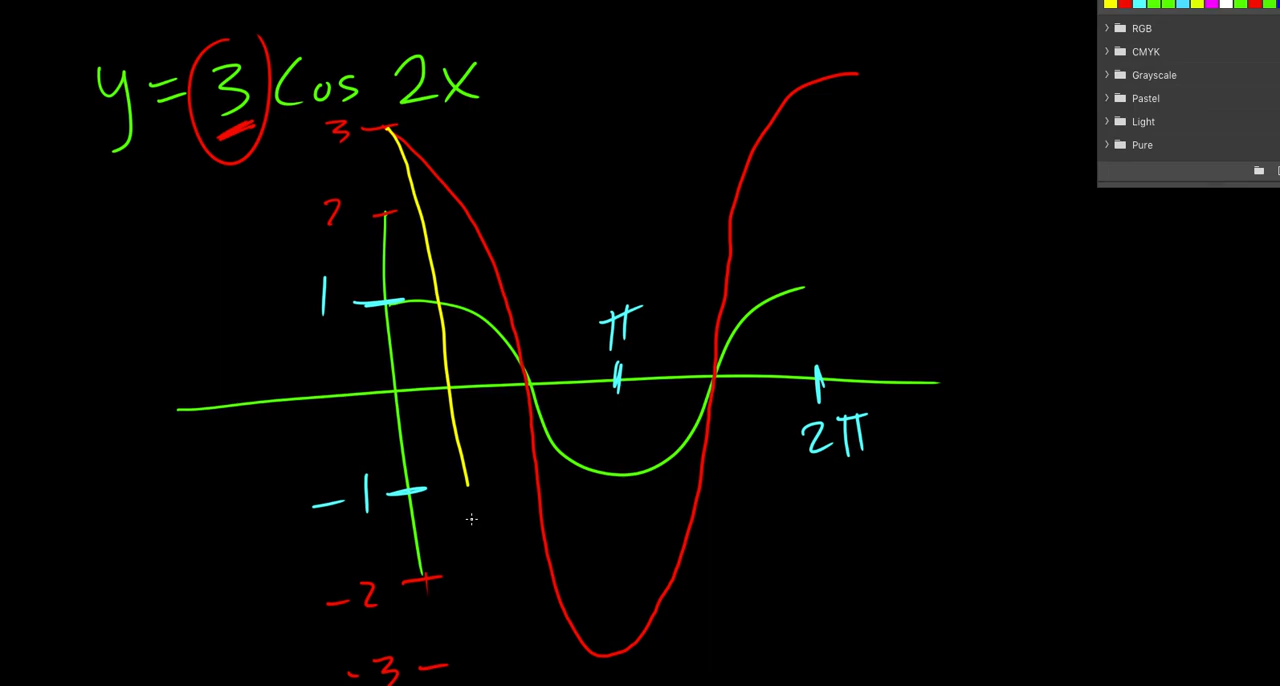 y=3 Cos 2x
3
2
1
π
2π
-1
-2
-3
RGB
CMYK
Grayscale
Pastel
Light
Pure